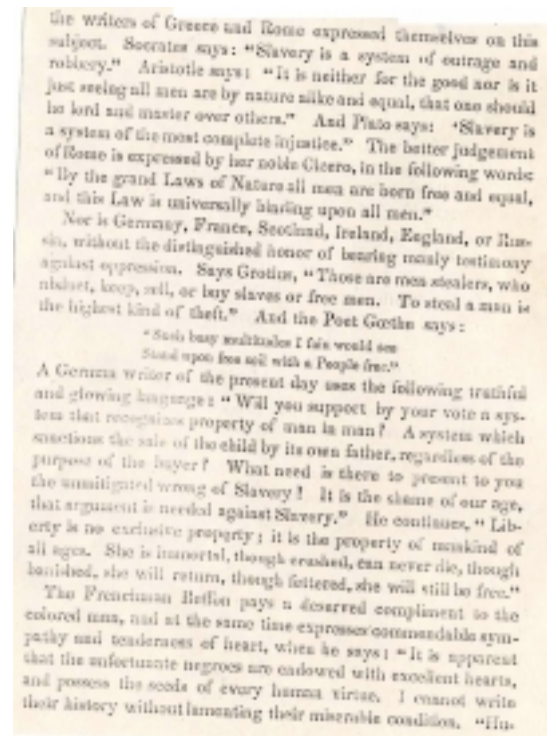 the writers of Greece and Rome expressed themselves on this
subject. Socrates says: "Slavery is a system of outrage and
robbery." Aristotle says: "It is neither for the good nor is it
just seeing all men are by nature alike and equal, that one should
be lord and master over others." And Plato says: 'Slavery is
a system of the most complete injustice." The better judgement
of Rome is expressed by her noble Cicero, in the following words:
"By the grand Laws of Nature all men are born free and equal,
and this Law is universally binding upon all men."
Nor is Germany, France, Scotland, Ireland, England, or Rus-
sia, without the distinguished honor of bearing manly testimony
against oppression. Says Grotius, "Those are men stealers, who
abduct, keep, sell, or buy slaves or free men. To steal a man is
the highest kind of theft." And the Poet Gœthe says:
"Such busy multitudes I fain would see
Stand upon free soil with a People free."
A German writer of the present day uses the following truthful
and glowing language: "Will you support by your vote a sys-
tem that recognizes property of man in man? A system which
sanctions the sale of the child by its own father, regardless of the
purpose of the buyer? What need is there to present to you
the unmitigated wrong of Slavery! It is the shame of our age,
that argument is needed against Slavery." He continues, "Lib-
erty is no exclusive property; it is the property of mankind of
all ages. She is immortal, though crushed, can never die, though
banished, she will return, though fettered, she will still be free."
The Frenchman Buffon pays a deserved compliment to the
colored man, and at the same time expresses commendable sym-
pathy and tenderness of heart, when he says: "It is apparent
that the unfortunate negroes are endowed with excellent hearts,
and possess the seeds of every human virtue. I cannot write
their history without lamenting their miserable condition. "Hu-